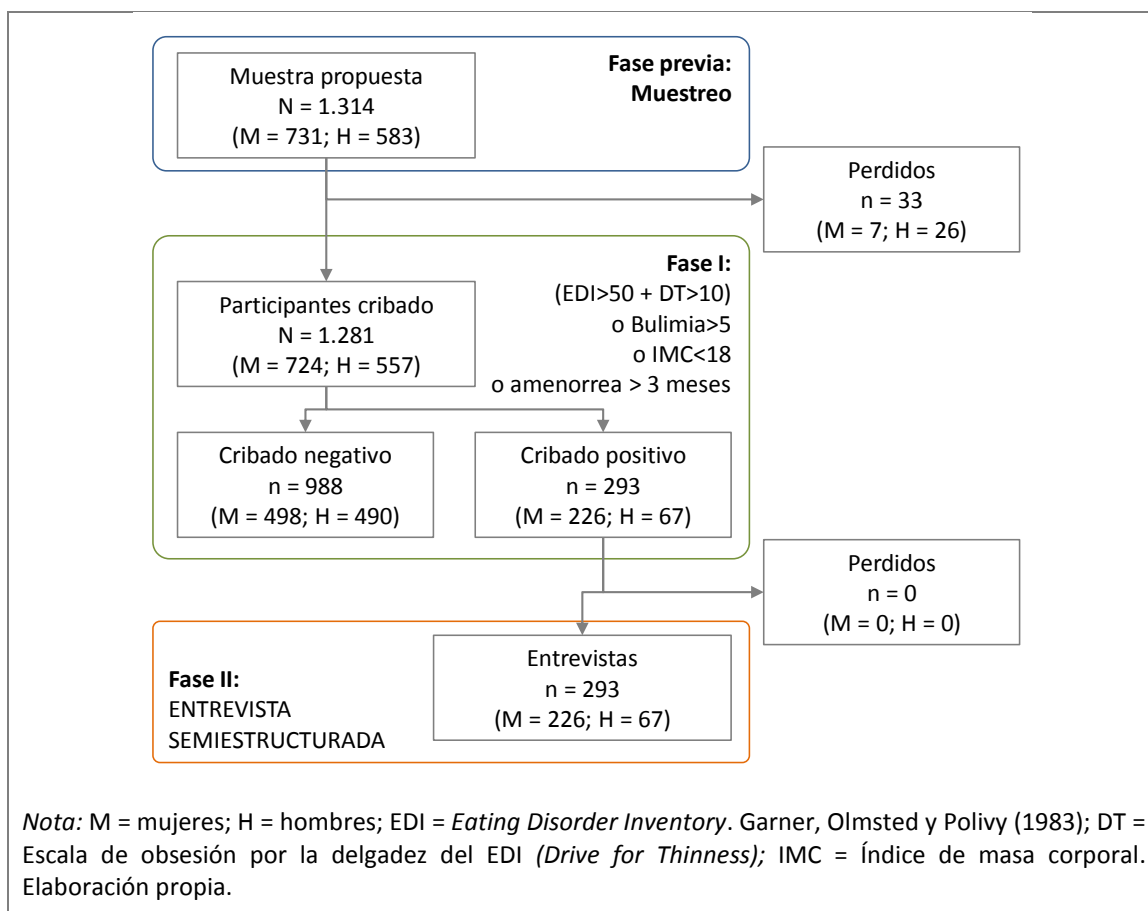 Muestra propuesta
N = 1.314
(M = 731; H = 583)
Fase previa:
Muestreo
Perdidos
n = 33
(M = 7; H = 26)
Fase I:
(EDI>50 + DT>10)
o Bulimia>5
o IMC<18
o amenorrea > 3 meses
Participantes cribado
N = 1.281
(M = 724; H = 557)
Cribado negativo
n = 988
(M = 498; H = 490)
Cribado positivo
n = 293
(M = 226; H = 67)
Perdidos
n = 0
(M = 0; H = 0)
Fase II:
ENTREVISTA
SEMIESTRUCTURADA
Entrevistas
n = 293
(M = 226; H = 67)
Nota: M = mujeres; H = hombres; EDI = Eating Disorder Inventory. Garner, Olmsted y Polivy (1983); DT =
Escala de obsesión por la delgadez del EDI (Drive for Thinness); IMC = Índice de masa corporal.
Elaboración propia.